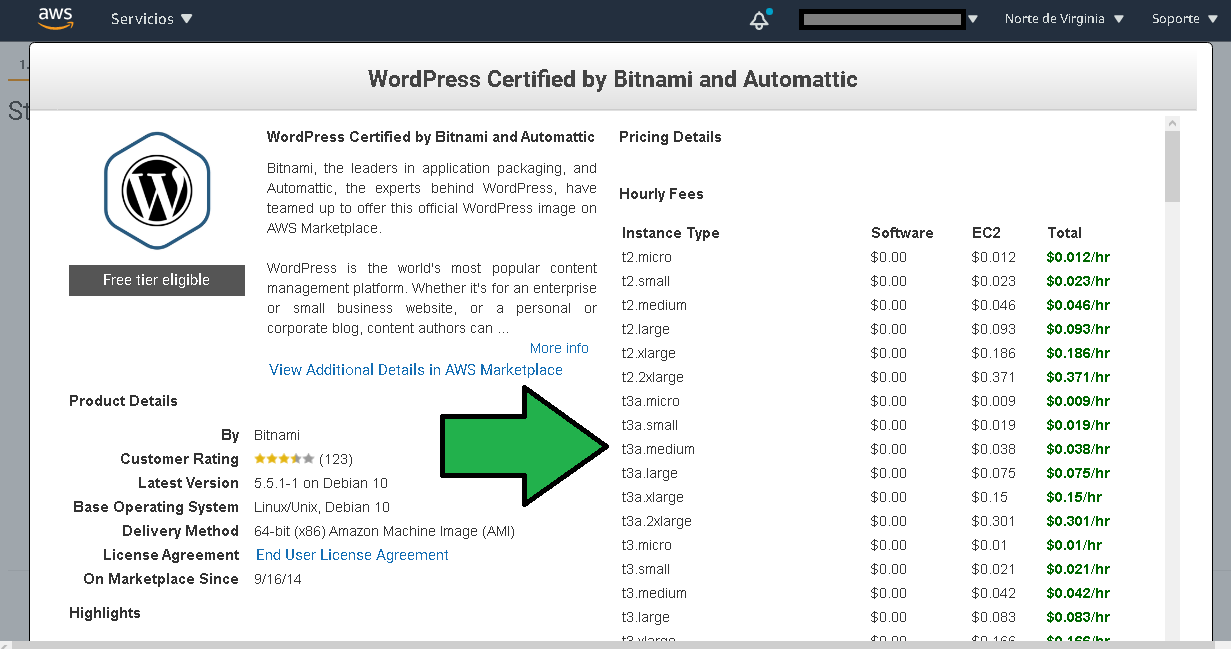 aws
Servicios
Norte de Virginia
Soporte
1.
St
WordPress Certified by Bitnami and Automattic
Free tier eligible
WordPress Certified by Bitnami and Automattic
Bitnami, the leaders in application packaging, and
Automattic, the experts behind WordPress, have
teamed up to offer this official WordPress image on
AWS Marketplace.
WordPress is the world's most popular content
management platform. Whether it's for an enterprise
or small business website, or a personal or
corporate blog, content authors can ...
More info
View Additional Details in AWS Marketplace
Product Details
By Bitnami
Customer Rating (123)
Latest Version 5.5.1-1 on Debian 10
Base Operating System Linux/Unix, Debian 10
Delivery Method 64-bit (x86) Amazon Machine Image (AMI)
License Agreement End User License Agreement
On Marketplace Since 9/16/14
Highlights
Pricing Details
Hourly Fees
Instance Type Software EC2 Total
t2.micro $0.00 $0.012 $0.012/hr
t2.small $0.00 $0.023 $0.023/hr
t2.medium $0.00 $0.046 $0.046/hr
t2.large $0.00 $0.093 $0.093/hr
t2.xlarge $0.00 $0.186 $0.186/hr
t2.2xlarge $0.00 $0.371 $0.371/hr
t3a.micro $0.00 $0.009 $0.009/hr
t3a.small $0.00 $0.019 $0.019/hr
t3a.medium $0.00 $0.038 $0.038/hr
t3a.large $0.00 $0.075 $0.075/hr
t3a.xlarge $0.00 $0.15 $0.15/hr
t3a.2xlarge $0.00 $0.301 $0.301/hr
t3.micro $0.00 $0.01 $0.01/hr
t3.small $0.00 $0.021 $0.021/hr
t3.medium $0.00 $0.042 $0.042/hr
t3.large $0.00 $0.083 $0.083/hr
t3.xlarge $0.00 $0.166 $0.166/hr